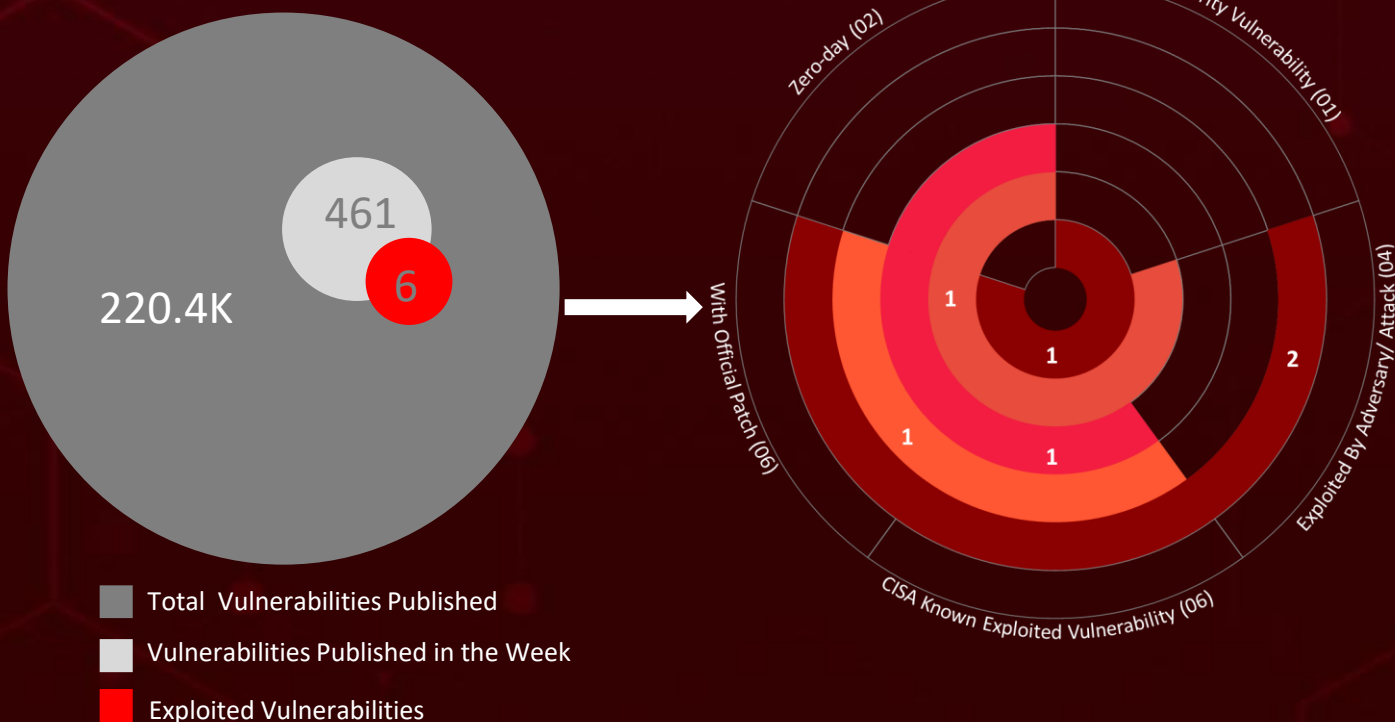 220.4K
461
6
Total Vulnerabilities Published
Vulnerabilities Published in the Week
Exploited Vulnerabilities
Zero-day (02)
Vulnerability (01)
Exploited By Adversary/ Attack (04)
CISA Known Exploited Vulnerability (06)
With Official Patch (06)
1
1
1
1
2